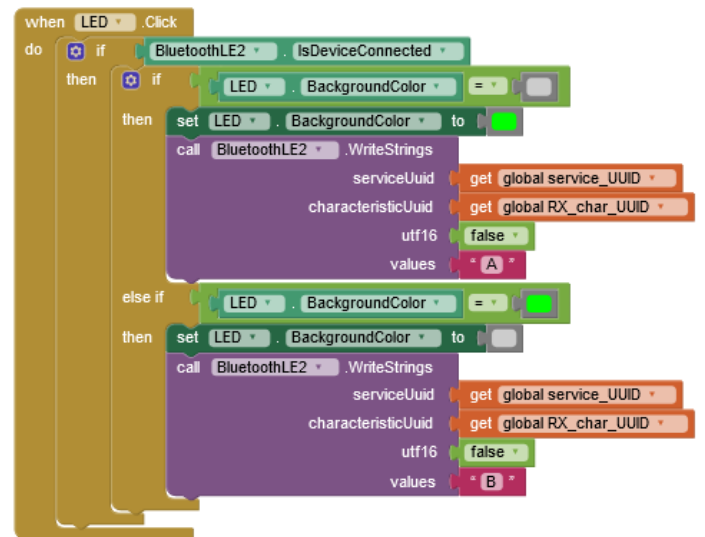 when LED .Click
do if BluetoothLE2 . IsDeviceConnected
then if LED . BackgroundColor =
then set LED . BackgroundColor to
call BluetoothLE2 .WriteStrings
serviceUuid get global service_UUID
characteristicUuid get global RX_char_UUID
utf16 false
values " A "
else if LED . BackgroundColor =
then set LED . BackgroundColor to
call BluetoothLE2 .WriteStrings
serviceUuid get global service_UUID
characteristicUuid get global RX_char_UUID
utf16 false
values " B "